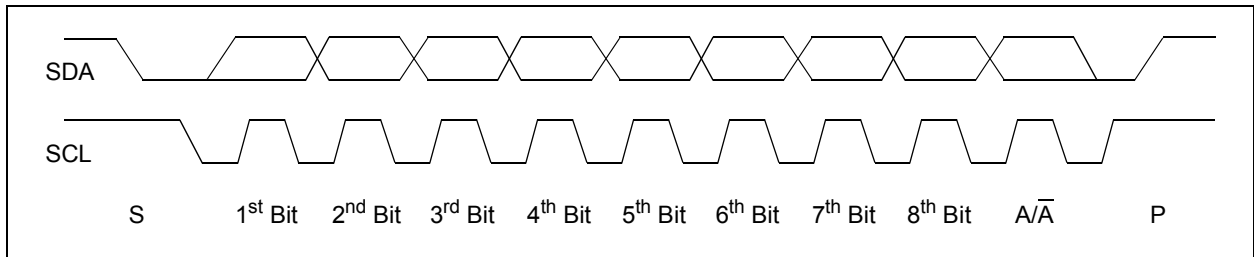 SDA
SCL
S 1st Bit 2nd Bit 3rd Bit 4th Bit 5th Bit 6th Bit 7th Bit 8th Bit A/A̅ P